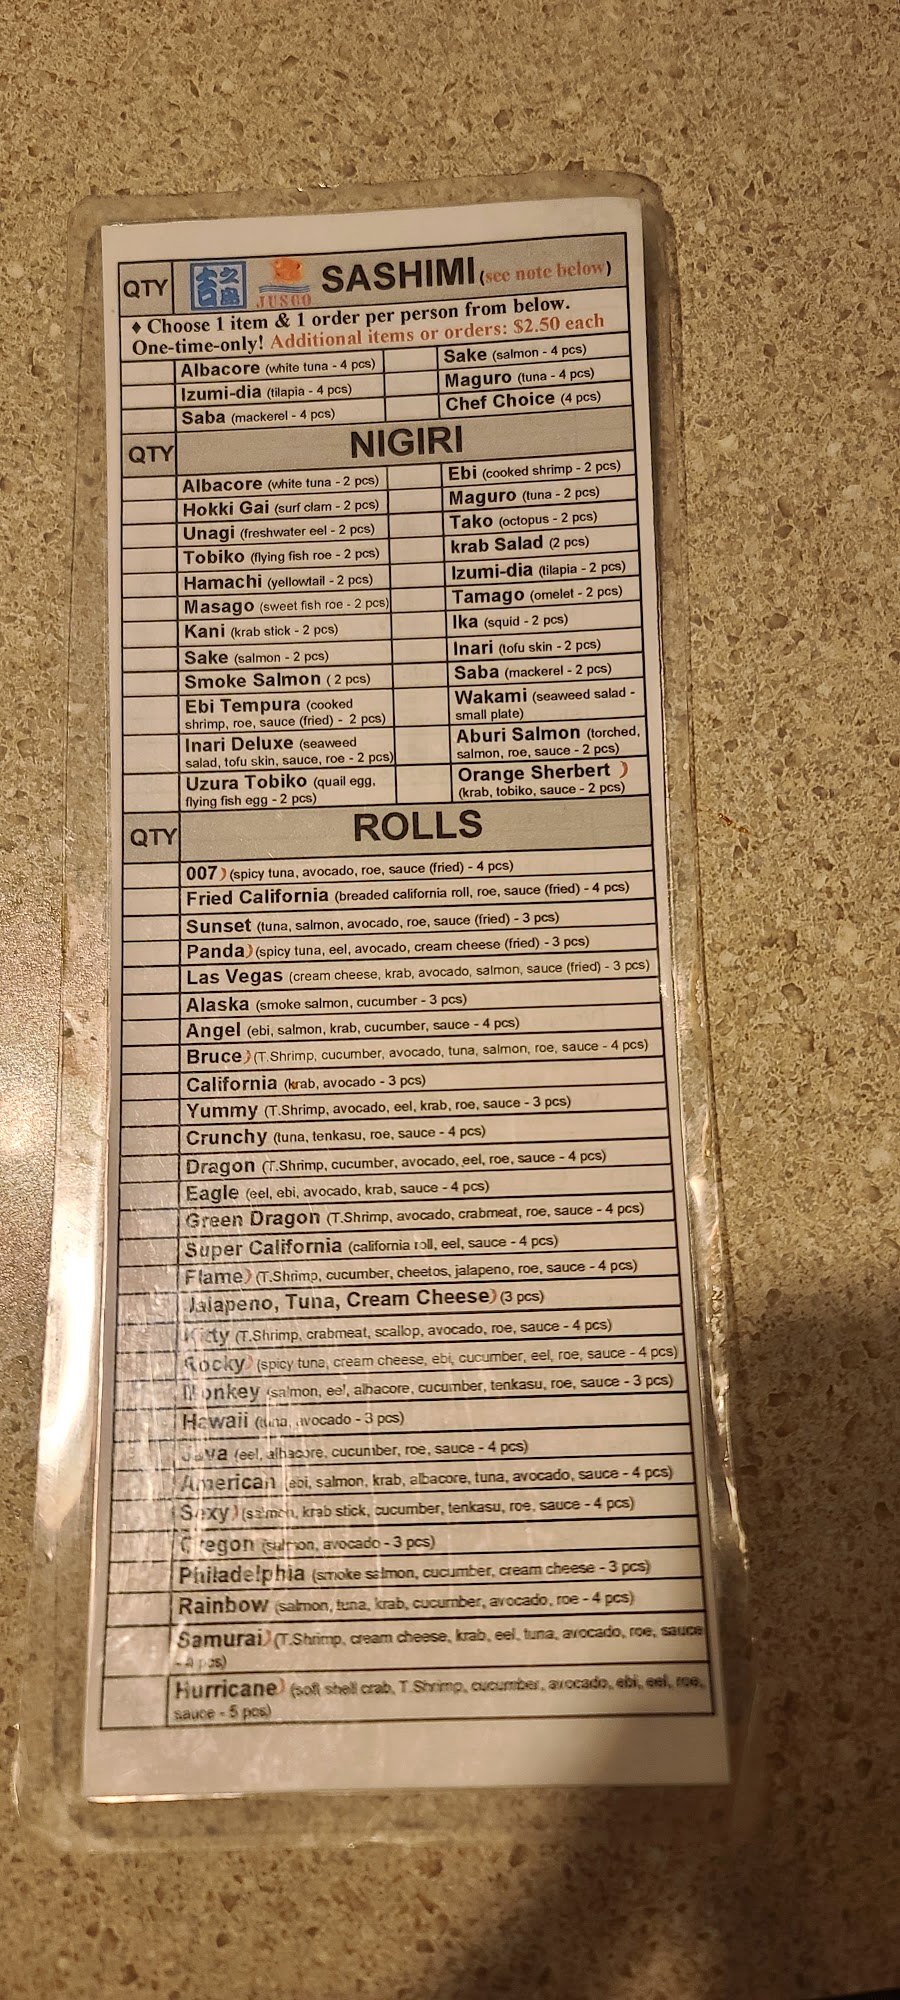 QTY JUSCO SASHIMI (see note below)
♦ Choose 1 item & 1 order per person from below.
One-time-only! Additional items or orders: $2.50 each
Albacore (white tuna - 4 pcs) Sake (salmon - 4 pcs)
Izumi-dia (tilapia - 4 pcs) Maguro (tuna - 4 pcs)
Saba (mackerel - 4 pcs) Chef Choice (4 pcs)
QTY NIGIRI
Albacore (white tuna - 2 pcs) Ebi (cooked shrimp - 2 pcs)
Hokki Gai (surf clam - 2 pcs) Maguro (tuna - 2 pcs)
Unagi (freshwater eel - 2 pcs) Tako (octopus - 2 pcs)
Tobiko (flying fish roe - 2 pcs) krab Salad (2 pcs)
Hamachi (yellowtail - 2 pcs) Izumi-dia (tilapia - 2 pcs)
Masago (sweet fish roe - 2 pcs) Tamago (omelet - 2 pcs)
Kani (krab stick - 2 pcs) Ika (squid - 2 pcs)
Sake (salmon - 2 pcs) Inari (tofu skin - 2 pcs)
Smoke Salmon ( 2 pcs) Saba (mackerel - 2 pcs)
Ebi Tempura (cooked Wakami (seaweed salad -
shrimp, roe, sauce (fried) - 2 pcs) small plate)
Inari Deluxe (seaweed Aburi Salmon (torched,
salad, tofu skin, sauce, roe - 2 pcs) salmon, roe, sauce - 2 pcs)
Uzura Tobiko (quail egg, Orange Sherbert
flying fish egg - 2 pcs) (krab, tobiko, sauce - 2 pcs)
QTY ROLLS
007 (spicy tuna, avocado, roe, sauce (fried) - 4 pcs)
Fried California (breaded california roll, roe, sauce (fried) - 4 pcs)
Sunset (tuna, salmon, avocado, roe, sauce (fried) - 3 pcs)
Panda (spicy tuna, eel, avocado, cream cheese (fried) - 3 pcs)
Las Vegas (cream cheese, krab, avocado, salmon, sauce (fried) - 3 pcs)
Alaska (smoke salmon, cucumber - 3 pcs)
Angel (ebi, salmon, krab, cucumber, sauce - 4 pcs)
Bruce (T.Shrimp, cucumber, avocado, tuna, salmon, roe, sauce - 4 pcs)
California (krab, avocado - 3 pcs)
Yummy (T.Shrimp, avocado, eel, krab, roe, sauce - 3 pcs)
Crunchy (tuna, tenkasu, roe, sauce - 4 pcs)
Dragon (T.Shrimp, cucumber, avocado, eel, roe, sauce - 4 pcs)
Eagle (eel, ebi, avocado, krab, sauce - 4 pcs)
Green Dragon (T.Shrimp, avocado, crabmeat, roe, sauce - 4 pcs)
Super California (california roll, eel, sauce - 4 pcs)
Flame (T.Shrimp, cucumber, cheetos, jalapeno, roe, sauce - 4 pcs)
Jalapeno, Tuna, Cream Cheese (3 pcs)
(T.Shrimp, crabmeat, scallop, avocado, roe, sauce - 4 pcs)
Rocky (spicy tuna, cream cheese, ebi, cucumber, eel, roe, sauce - 4 pcs)
Monkey (salmon, eel, albacore, cucumber, tenkasu, roe, sauce - 3 pcs)
Hawaii (tuna, avocado - 3 pcs)
Java (eel, albacore, cucumber, roe, sauce - 4 pcs)
American (ebi, salmon, krab, albacore, tuna, avocado, sauce - 4 pcs)
Sexy (salmon, krab stick, cucumber, tenkasu, roe, sauce - 4 pcs)
Oregon (salmon, avocado - 3 pcs)
Philadelphia (smoke salmon, cucumber, cream cheese - 3 pcs)
Rainbow (salmon, tuna, krab, cucumber, avocado, roe - 4 pcs)
Samurai (T.Shrimp, cream cheese, krab, eel, tuna, avocado, roe, sauce
- 4 pcs)
Hurricane (soft shell crab, T.Shrimp, cucumber, avocado, ebi, eel, roe,
sauce - 5 pcs)